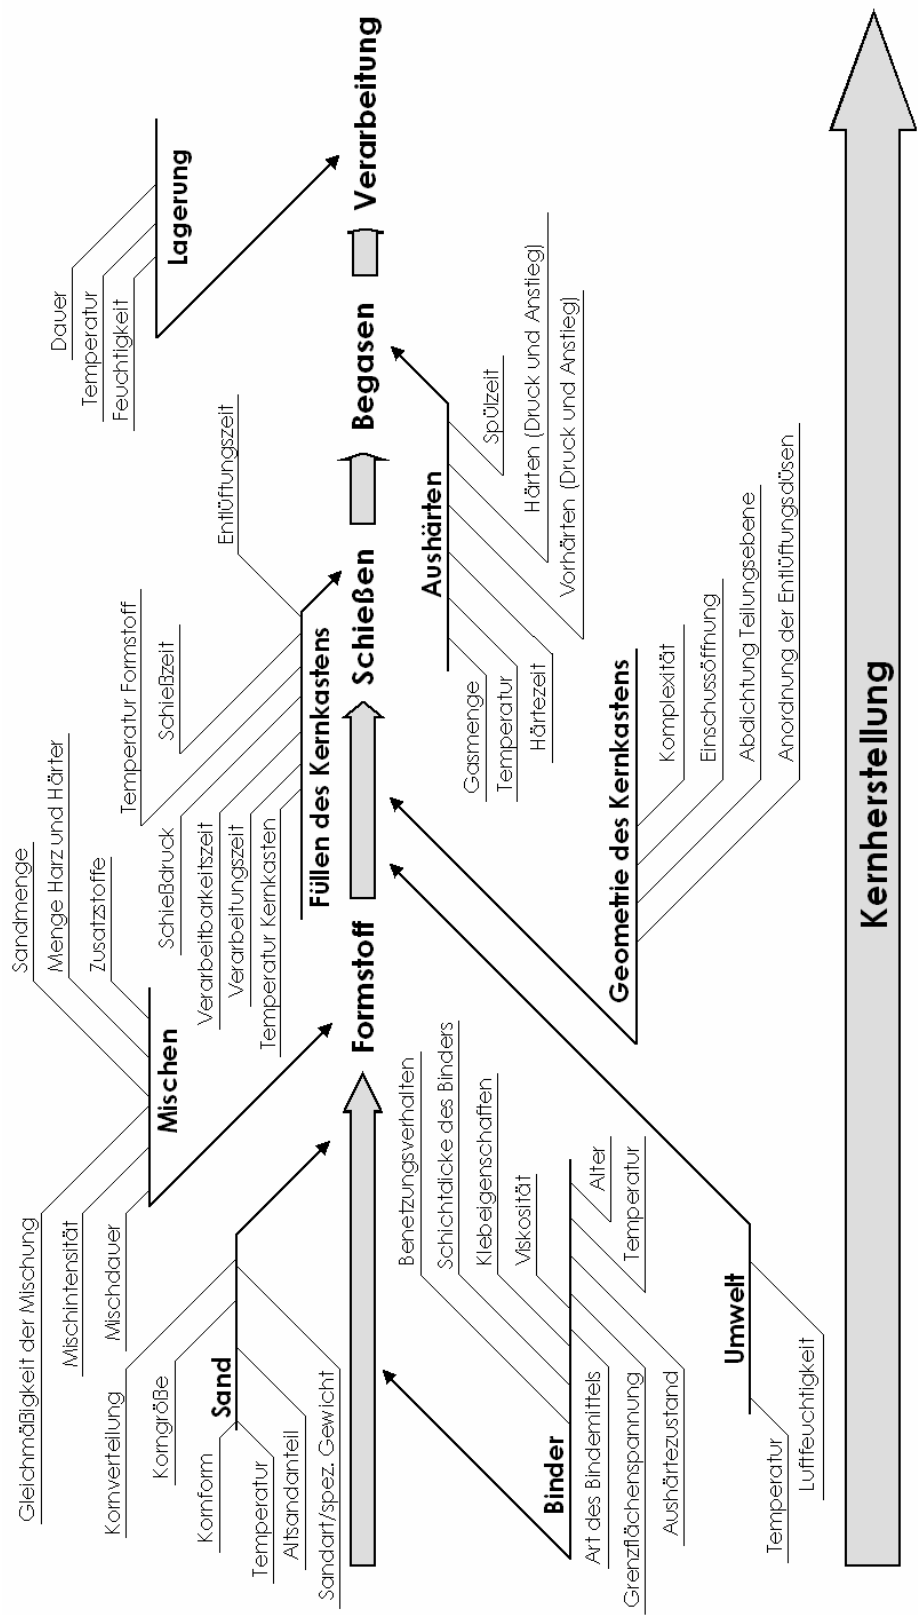 Sandmenge
Menge Harz und Härter
Zusatzstoffe
Gleichmäßigkeit der Mischung
Mischintensität
Mischdauer
Mischen
Kornverteilung
Korngröße
Kornform
Sand
Temperatur
Altsandanteil
Sandart/spez. Gewicht
Temperatur Formstoff
Schießzeit
Entlüftungszeit
Schießdruck
Verarbeitbarkeitszeit
Verarbeitungszeit
Temperatur Kernkasten
Füllen des Kernkastens
Dauer
Temperatur
Feuchtigkeit
Lagerung
Formstoff
Schießen
Begasen
Verarbeitung
Benetzungsverhalten
Schichtdicke des Binders
Klebeigenschaften
Viskosität
Binder
Alter
Temperatur
Art des Bindemittels
Grenzflächenspannung
Aushärtezustand
Aushärten
Gasmenge
Temperatur
Härtezeit
Spülzeit
Härten (Druck und Anstieg)
Vorhärten (Druck und Anstieg)
Geometrie des Kernkastens
Komplexität
Einschussöffnung
Abdichtung Teilungsebene
Anordnung der Entlüftungsdüsen
Umwelt
Temperatur
Luftfeuchtigkeit
Kernherstellung